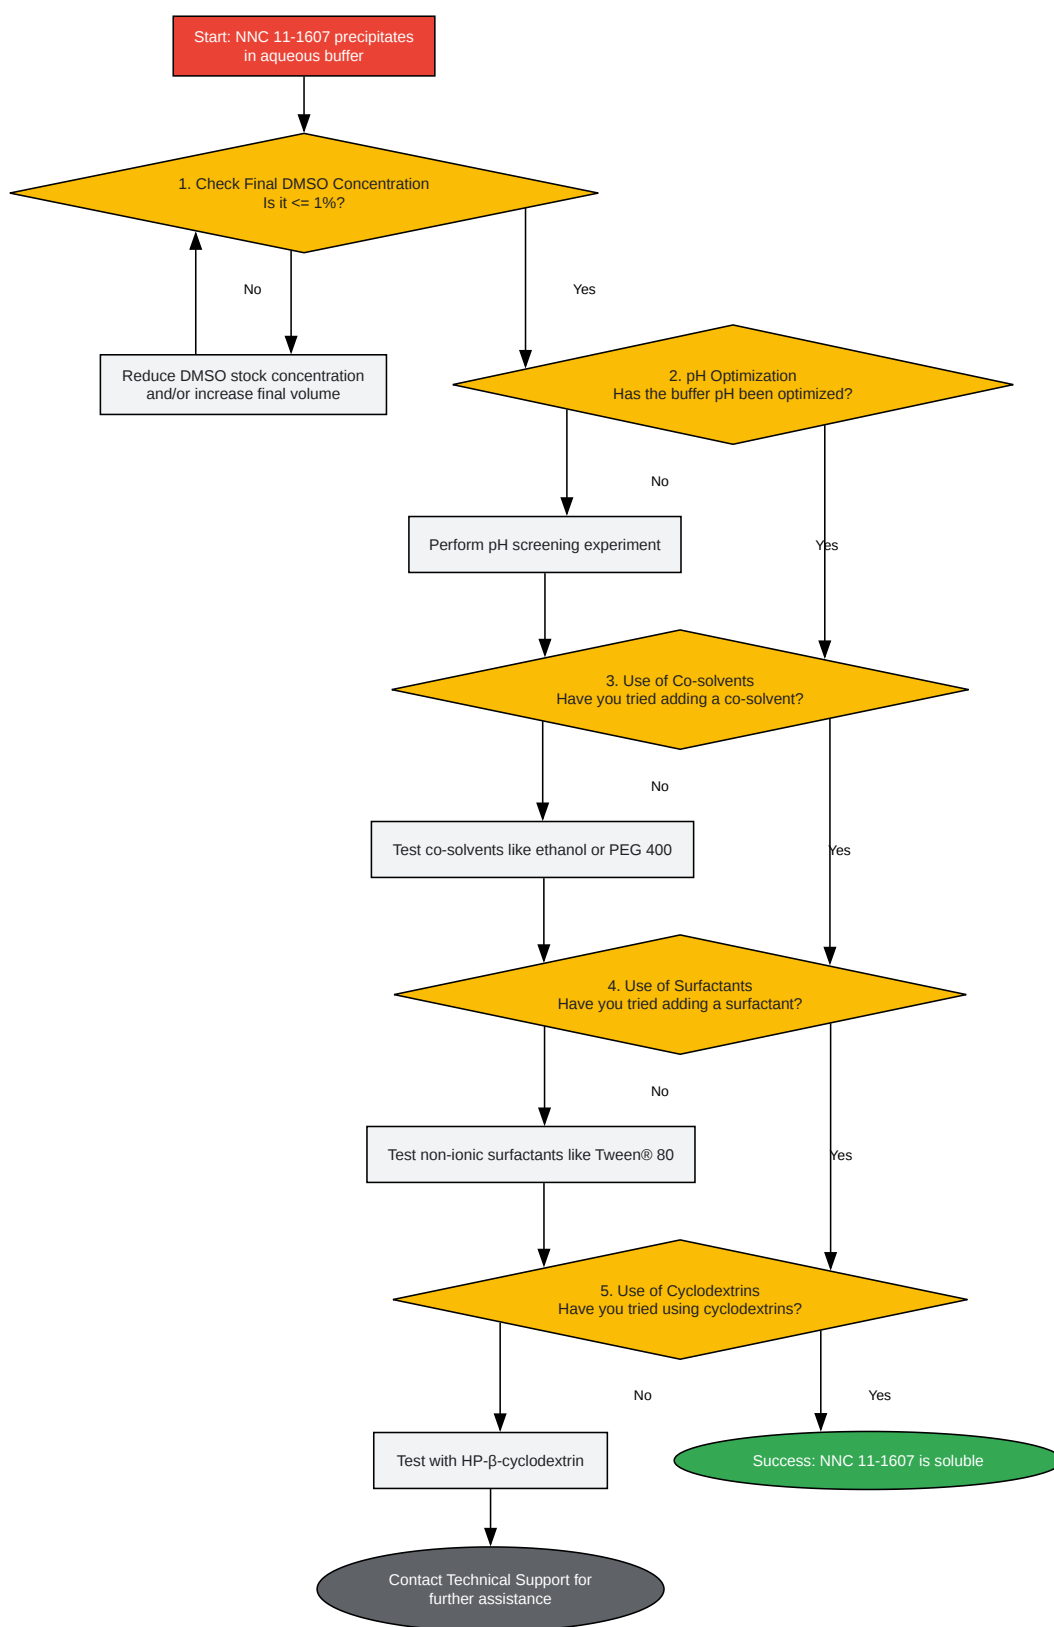 Start: NNC 11-1607 precipitates
in aqueous buffer
1. Check Final DMSO Concentration
Is it <= 1%?
No
Yes
Reduce DMSO stock concentration
and/or increase final volume
2. pH Optimization
Has the buffer pH been optimized?
No
Perform pH screening experiment
Yes
3. Use of Co-solvents
Have you tried adding a co-solvent?
No
Test co-solvents like ethanol or PEG 400
Yes
4. Use of Surfactants
Have you tried adding a surfactant?
No
Test non-ionic surfactants like Tween® 80
Yes
5. Use of Cyclodextrins
Have you tried using cyclodextrins?
No
Yes
Test with HP-β-cyclodextrin
Success: NNC 11-1607 is soluble
Contact Technical Support for
further assistance